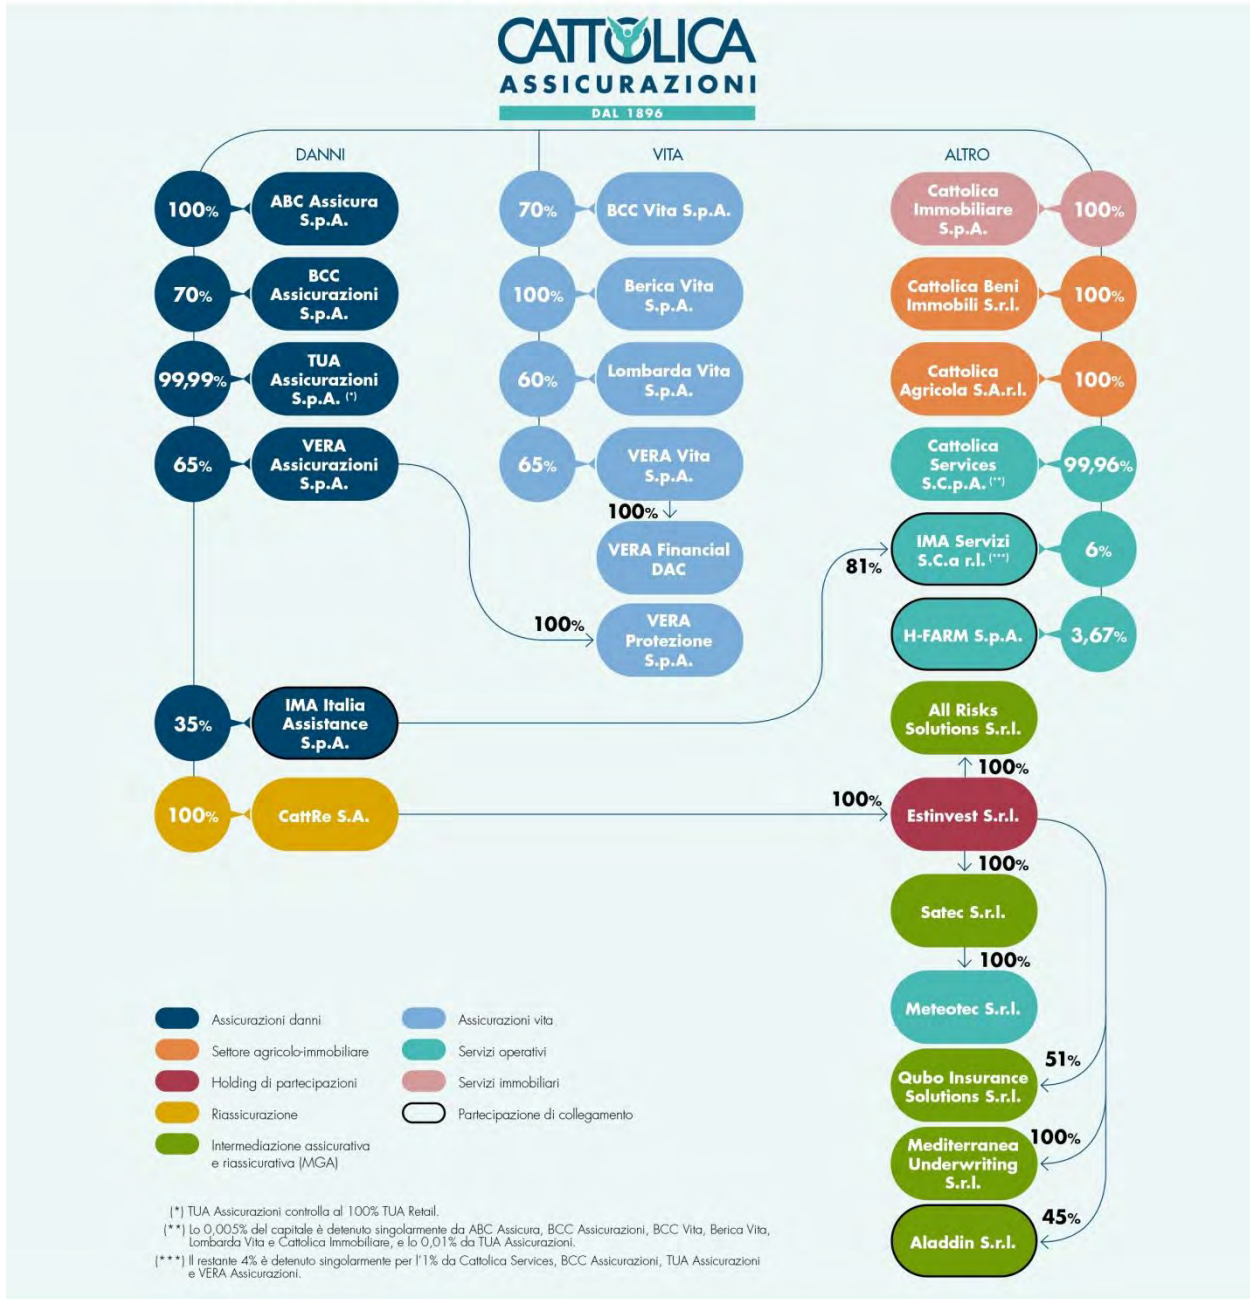 CATTOLICA
ASSICURAZIONI
DAL 1896
DANNI
100%
ABC Assicura
S.p.A.
70%
BCC
Assicurazioni
S.p.A.
99,99%
TUA
Assicurazioni
S.p.A. (*)
65%
VERA
Assicurazioni
S.p.A.
35%
IMA Italia
Assistance
S.p.A.
100%
CattRe S.A.
VITA
70%
BCC Vita S.p.A.
100%
Berica Vita
S.p.A.
60%
Lombarda Vita
S.p.A.
65%
VERA Vita
S.p.A.
100%
VERA Financial
DAC
100%
VERA
Protezione
S.p.A.
ALTRO
Cattolica
Immobiliare
S.p.A.
100%
Cattolica Beni
Immobili S.r.l.
100%
Cattolica
Agricola S.A.r.l.
100%
Cattolica
Services
S.C.p.A. (**)
99,96%
81%
IMA Servizi
S.C.a r.l. (***)
6%
H-FARM S.p.A.
3,67%
All Risks
Solutions S.r.l.
100%
100%
Estinvest S.r.l.
100%
Satec S.r.l.
100%
Meteotec S.r.l.
51%
Qubo Insurance
Solutions S.r.l.
100%
Mediterranea
Underwriting
S.r.l.
45%
Aladdin S.r.l.
Assicurazioni danni
Settore agricolo-immobiliare
Holding di partecipazioni
Riassicurazione
Intermediazione assicurativa
e riassicurativa (MGA)
Assicurazioni vita
Servizi operativi
Servizi immobiliari
Partecipazione di collegamento
(*) TUA Assicurazioni controlla al 100% TUA Retail.
(**) Lo 0,005% del capitale è detenuto singolarmente da ABC Assicura, BCC Assicurazioni, BCC Vita, Berica Vita,
Lombarda Vita e Cattolica Immobiliare, e lo 0,01% da TUA Assicurazioni.
(***) Il restante 4% è detenuto singolarmente per l'1% da Cattolica Services, BCC Assicurazioni, TUA Assicurazioni
e VERA Assicurazioni.